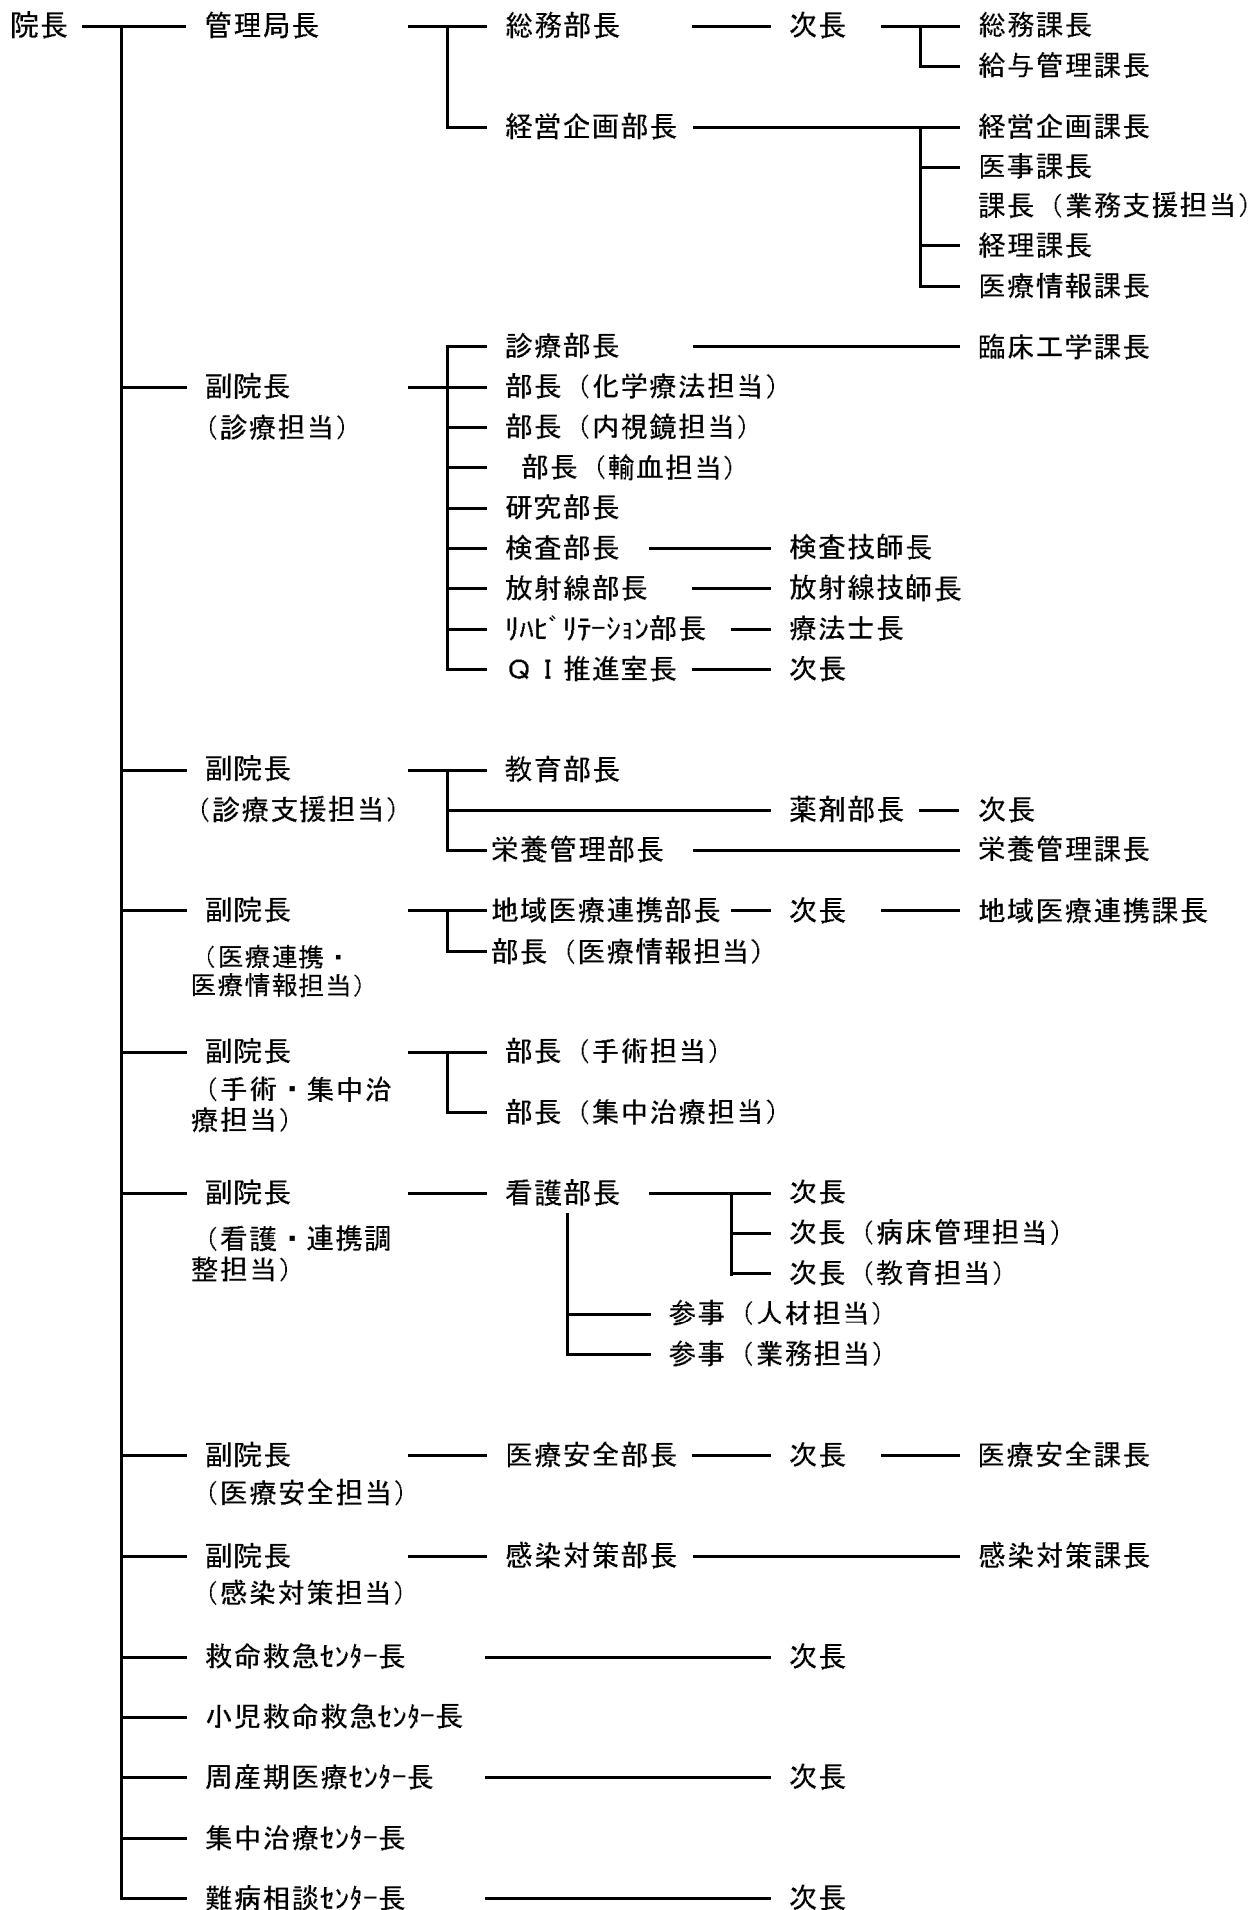 院長 管理局長 総務部長 次長 総務課長
給与管理課長
経営企画部長 経営企画課長
医事課長
課長（業務支援担当）
経理課長
医療情報課長
診療部長 臨床工学課長
副院長 部長（化学療法担当）
（診療担当） 部長（内視鏡担当）
部長（輸血担当）
研究部長
検査部長 検査技師長
放射線部長 放射線技師長
ﾘﾊﾋﾞﾘﾃｰｼｮﾝ部長 療法士長
ＱＩ推進室長 次長
副院長 教育部長
（診療支援担当） 薬剤部長 次長
栄養管理部長 栄養管理課長
副院長 地域医療連携部長 次長 地域医療連携課長
部長（医療情報担当）
（医療連携・
医療情報担当）
副院長 部長（手術担当）
（手術・集中治
療担当） 部長（集中治療担当）
副院長 看護部長 次長
（看護・連携調 次長（病床管理担当）
整担当） 次長（教育担当）
参事（人材担当）
参事（業務担当）
副院長 医療安全部長 次長 医療安全課長
（医療安全担当）
副院長 感染対策部長 感染対策課長
（感染対策担当）
救命救急ｾﾝﾀｰ長 次長
小児救命救急ｾﾝﾀｰ長
周産期医療ｾﾝﾀｰ長 次長
集中治療ｾﾝﾀｰ長
難病相談ｾﾝﾀｰ長 次長